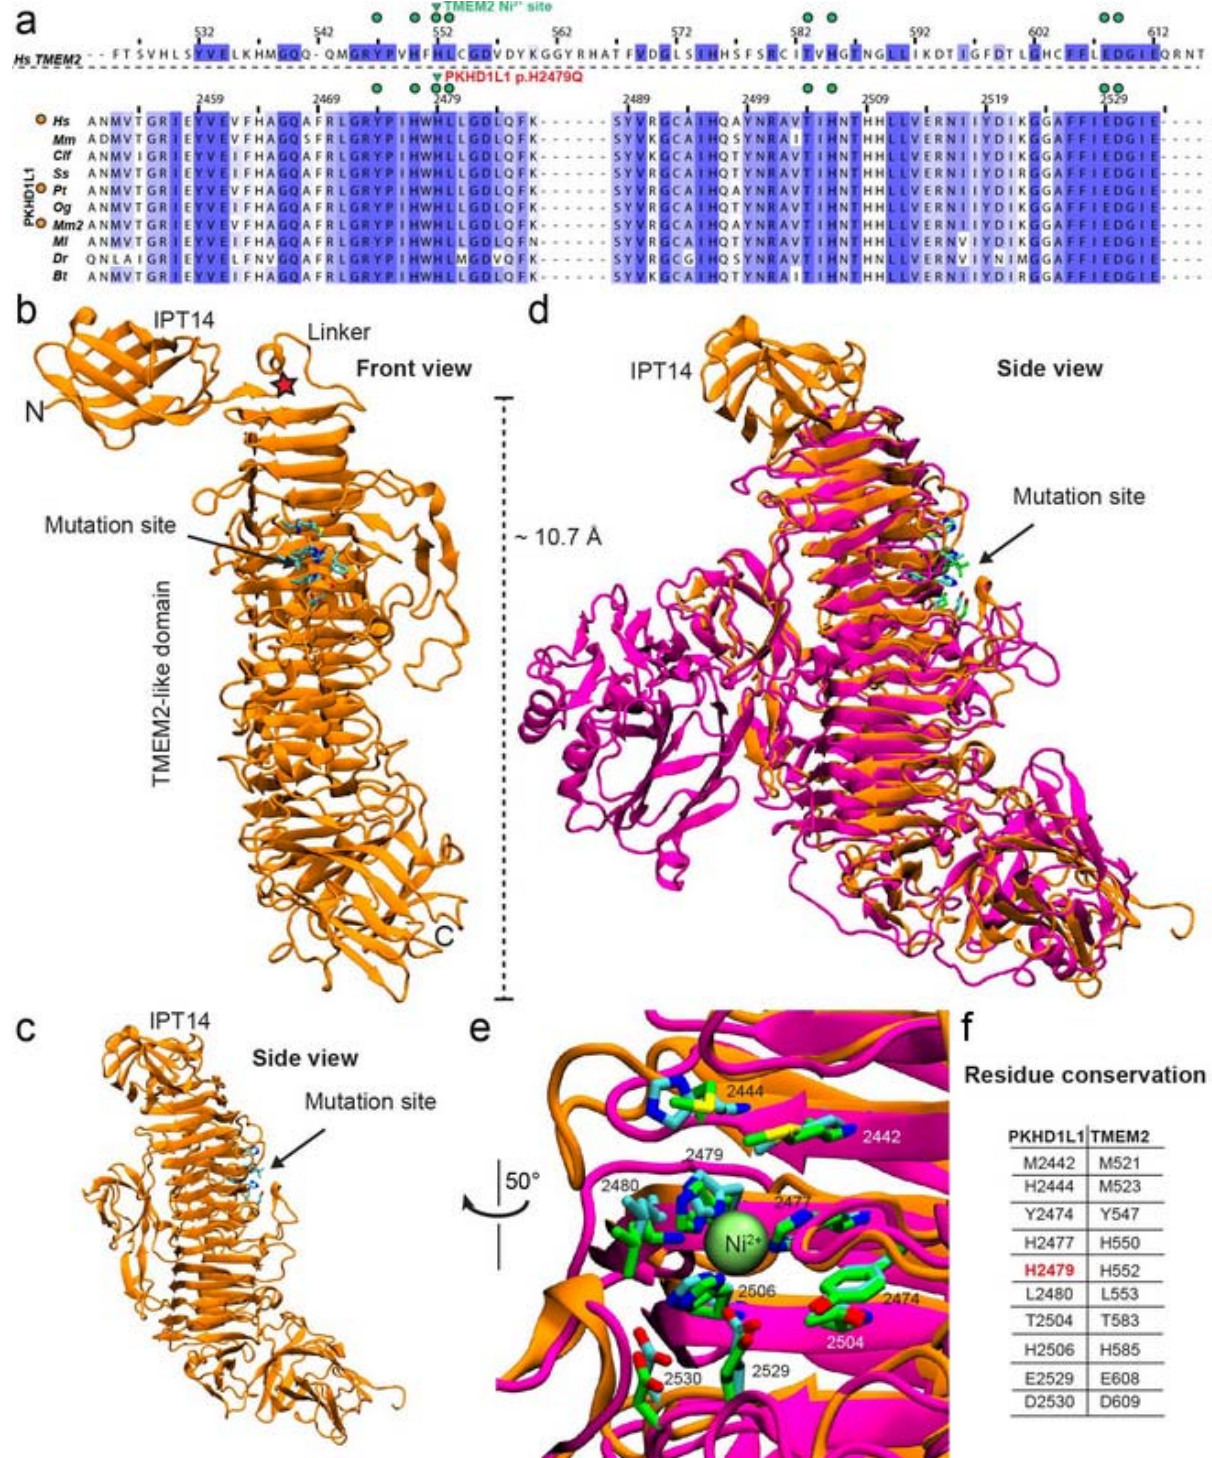 a
TMEM2 Ni²⁺ site
532 542 552 562 572 582 592 602 612
Hs TMEM2 - - F T S V H L S Y V E L K H M G Q Q - Q M G R Y P V H F H L C G D V D Y K G G Y R H A T F V D G L S I H H S F S R C I T V H G T N G L L I K D T I G F D T L G H C F F L E D G I E Q R N T
PKHD1L1 p.H2479Q
2459 2469 2479 2489 2499 2509 2519 2529
PKHD1L1
Hs A N M V T G R I E Y V E V F H A G Q A F R L G R Y P I H W H L L G D L Q F K - - - - - - S Y V R G C A I H Q A Y N R A V T I H N T H H L L V E R N I I Y D I K G G A F F I E D G I E - - - -
Mm A D M V T G R I E Y V E V F H A G Q S F R L G R Y P I H W H L L G D L Q F K - - - - - - S Y V K G C A I H Q S Y N R A I T I H N T H H L L V E R N I I Y D I K G G A F F I E D G I E - - - -
Clf A N M V I G R I E Y V E I F H A G Q A F R L G R Y P I H W H L L G D L Q F K - - - - - - S Y V K G C A I H Q T Y N R A V T I H N T H H L L V E R N I I Y D I K G G A F F I E D G I E - - - -
Ss A N M V T G R I E Y V E I F H A G Q A F R L G R Y P I H W H L L G D L Q F K - - - - - - S Y V R G C A I H Q T Y N R A V T I H N T H H L L V E R N I I Y D I K G G A F F I E D G I E - - - -
Pt A N M V T G R I E Y V E V F H A G Q A F R L G R Y P I H W H L L G D L Q F K - - - - - - S Y V R G C A I H Q A Y N R A V T I H N T H H L L V E R N I I Y D I K G G A F F I E D G I E - - - -
Og A N M V T G R I E Y V E I F H A G Q A F R L G R Y P I H W H L L G D L Q F K - - - - - - S Y V R G C A I H Q T Y N R A V T I H N T H H L L V E R N I I Y D I K G G A F F I E D G I E - - - -
Mm2 A N M V T G R I E Y V E V F H A G Q A F R L G R Y P I H W H L L G D L Q F K - - - - - - S Y V R G C A I H Q A Y N R A V T I H N T H H L L V E R N I I Y D I K G G A F F I E D G I E - - - -
Ml A N M V T G R I E Y V E I F H A G Q A F R L G R Y P I H W H L L G D L Q F N - - - - - - S Y V R G C A I H Q T Y N R A V T I H N T H H L L V E R N V I Y D I K G G A F F I E D G I E - - - -
Dr Q N L A I G R I E Y V E L F N V G Q A F R L G R Y P I H W H L M G D V Q F K - - - - - - S Y V R G C G I H Q S Y N R A V T I H N T H H L L V E R N V I Y N I M G G A F F I E D G I E - - - -
Bt A N M V T G R I E Y V E V F H A G Q A F R L G R Y P I H W H L L G D L Q F K - - - - - - S Y V R G C A I H Q T Y N R A I T I H N T H H L L V E R N I I Y D I R G G A F F I E D G I E - - - -
b
IPT14
Linker
Front view
N
Mutation site
TMEM2-like domain
~ 10.7 Å
C
d
IPT14
Side view
Mutation site
c
IPT14
Side view
Mutation site
e
50°
2444
2442
2479
2480
2477
Ni²⁺
2506
2474
2504
2530
2529
f
Residue conservation
PKHD1L1 TMEM2
M2442 M521
H2444 M523
Y2474 Y547
H2477 H550
H2479 H552
L2480 L553
T2504 T583
H2506 H585
E2529 E608
D2530 D609